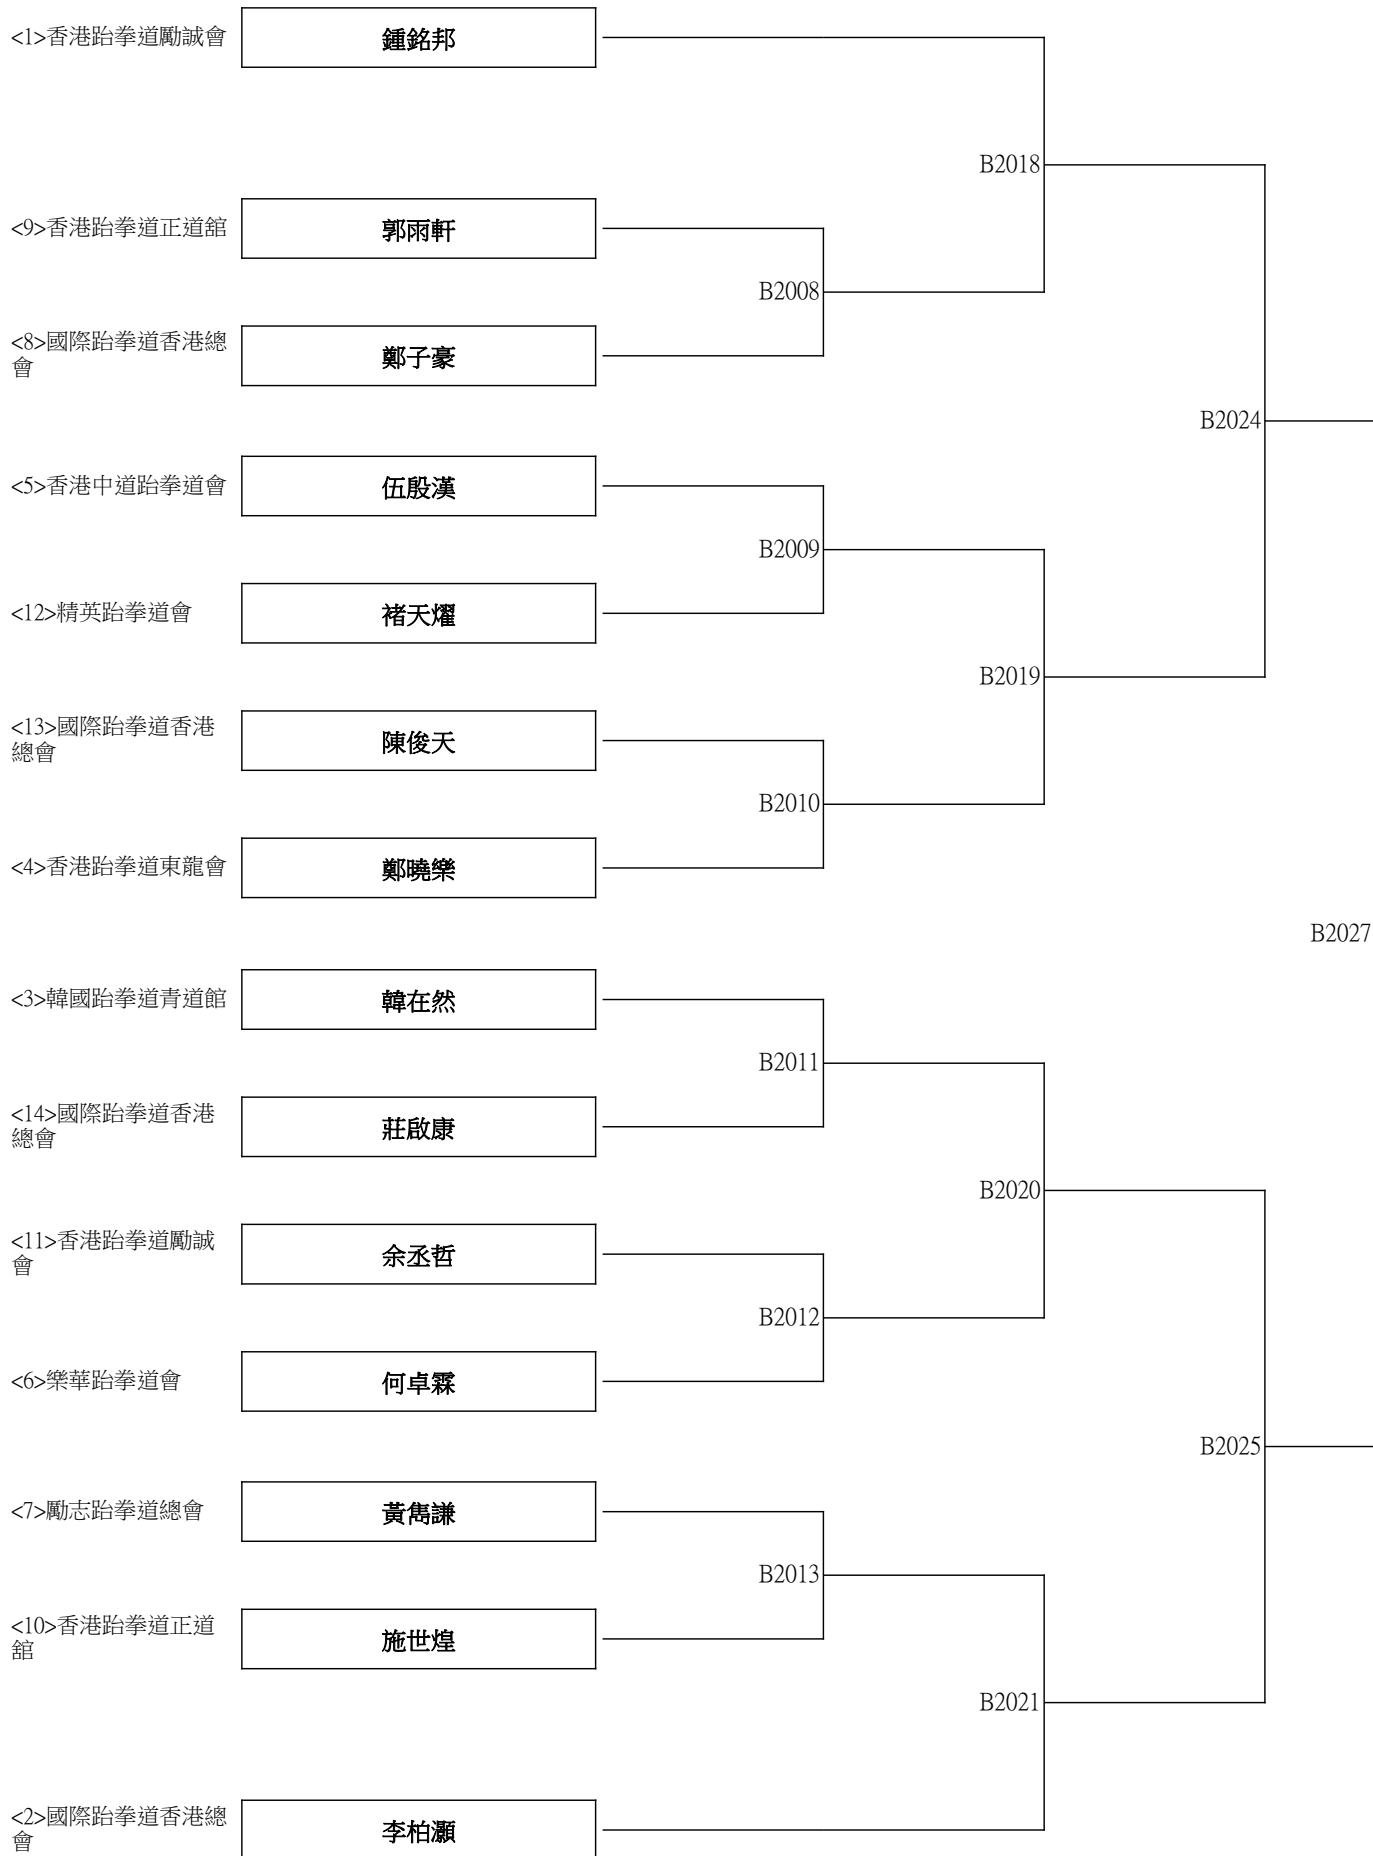 <1>香港跆拳道勵誠會
鍾銘邦
B2018
<9>香港跆拳道正道舘
郭雨軒
B2008
<8>國際跆拳道香港總
會
鄭子豪
B2024
<5>香港中道跆拳道會
伍殷漢
B2009
<12>精英跆拳道會
褚天燿
B2019
<13>國際跆拳道香港
總會
陳俊天
B2010
<4>香港跆拳道東龍會
鄭曉樂
B2027
<3>韓國跆拳道青道館
韓在然
B2011
<14>國際跆拳道香港
總會
莊啟康
B2020
<11>香港跆拳道勵誠
會
余丞哲
B2012
<6>樂華跆拳道會
何卓霖
B2025
<7>勵志跆拳道總會
黃雋謙
B2013
<10>香港跆拳道正道
舘
施世煌
B2021
<2>國際跆拳道香港總
會
李柏灝